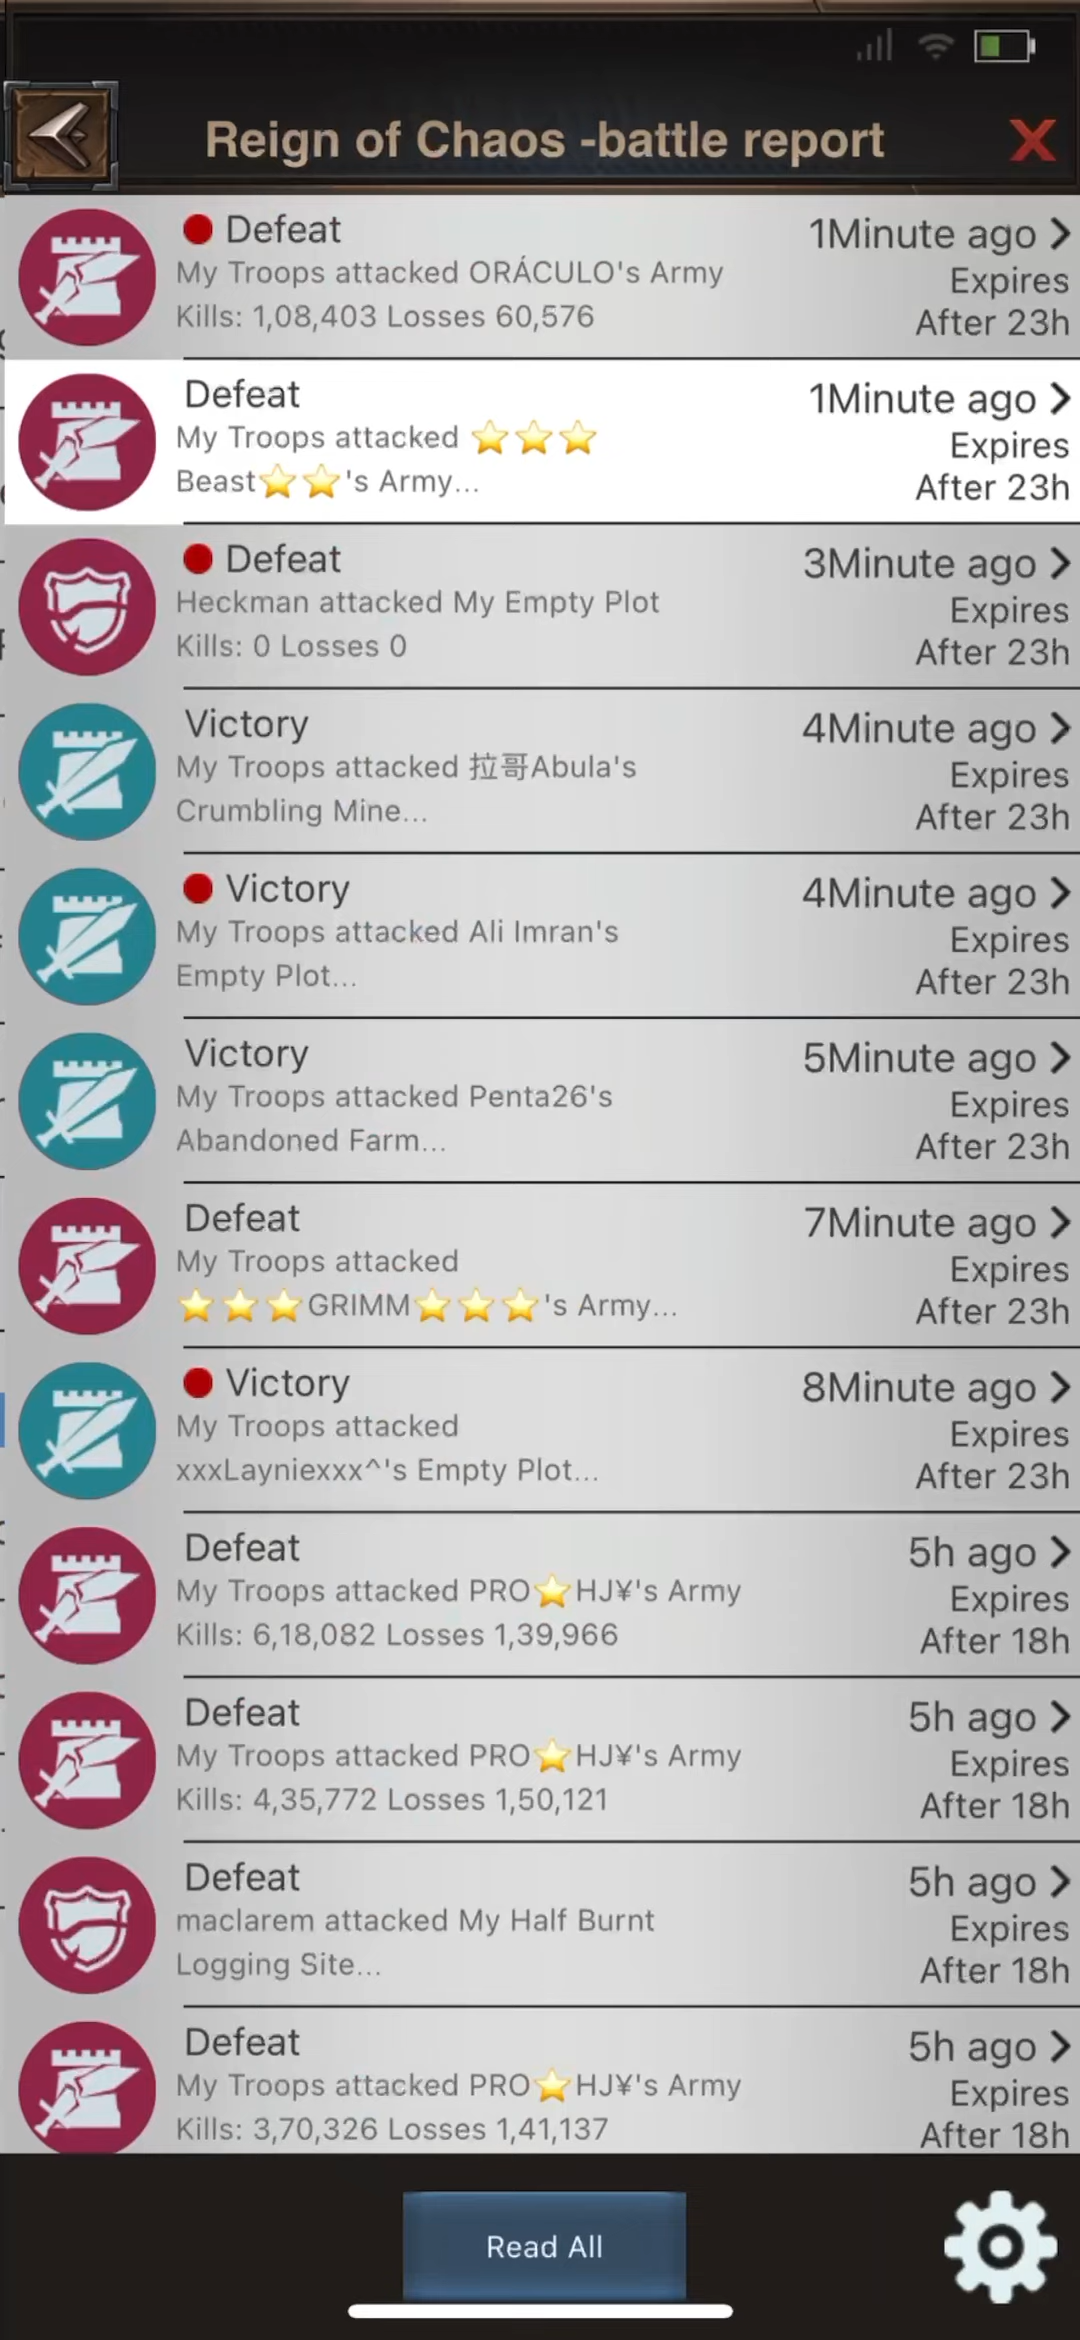 Reign of Chaos -battle report
Defeat
1Minute ago
My Troops attacked ORÁCULO's Army
Expires
Kills: 1,08,403 Losses 60,576
After 23h
Defeat
1Minute ago
My Troops attacked ⭐⭐⭐
Expires
Beast⭐⭐'s Army...
After 23h
Defeat
3Minute ago
Heckman attacked My Empty Plot
Expires
Kills: 0 Losses 0
After 23h
Victory
4Minute ago
My Troops attacked 拉哥Abula's
Expires
Crumbling Mine...
After 23h
Victory
4Minute ago
My Troops attacked Ali Imran's
Expires
Empty Plot...
After 23h
Victory
5Minute ago
My Troops attacked Penta26's
Expires
Abandoned Farm...
After 23h
Defeat
7Minute ago
My Troops attacked
Expires
⭐⭐⭐GRIMM⭐⭐⭐'s Army...
After 23h
Victory
8Minute ago
My Troops attacked
Expires
xxxLayniexxx^'s Empty Plot...
After 23h
Defeat
5h ago
My Troops attacked PRO⭐HJ¥'s Army
Expires
Kills: 6,18,082 Losses 1,39,966
After 18h
Defeat
5h ago
My Troops attacked PRO⭐HJ¥'s Army
Expires
Kills: 4,35,772 Losses 1,50,121
After 18h
Defeat
5h ago
maclarem attacked My Half Burnt
Expires
Logging Site...
After 18h
Defeat
5h ago
My Troops attacked PRO⭐HJ¥'s Army
Expires
Kills: 3,70,326 Losses 1,41,137
After 18h
Read All